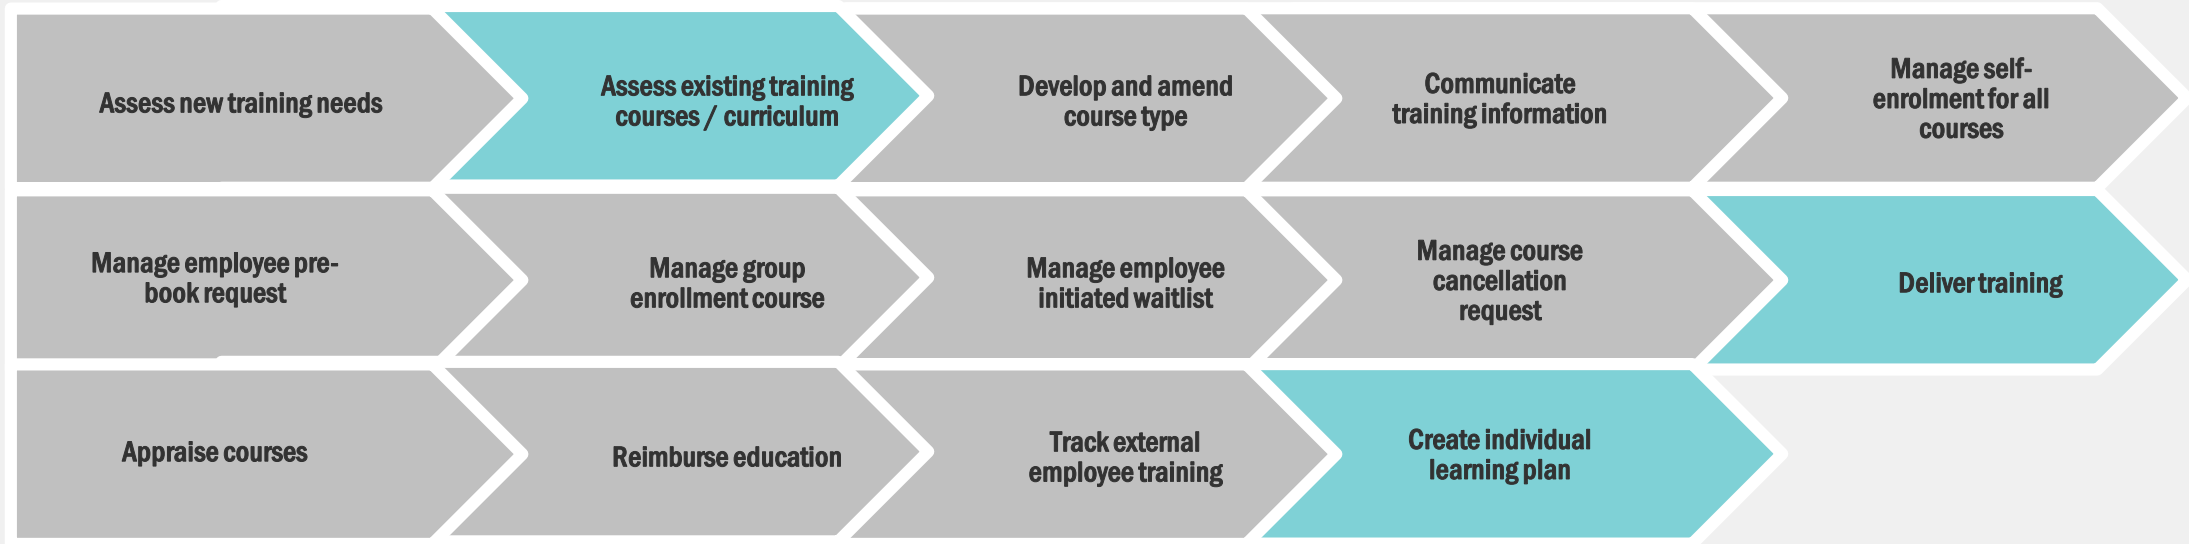 Assess new training needs
Assess existing training
courses / curriculum
Develop and amend
course type
Communicate
training information
Manage self-
enrolment for all
courses
Manage employee pre-
book request
Manage group
enrollment course
Manage employee
initiated waitlist
Manage course
cancellation
request
Deliver training
Appraise courses
Reimburse education
Track external
employee training
Create individual
learning plan